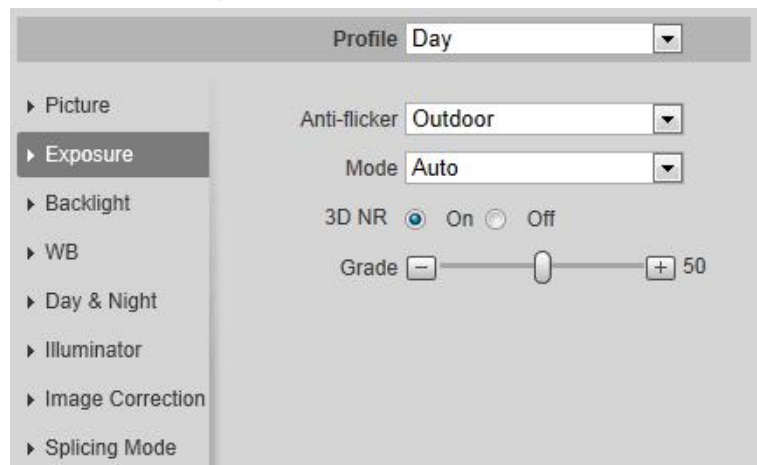 Profile Day
Picture
Anti-flicker Outdoor
Exposure
Mode Auto
Backlight
3D NR On Off
WB
Grade 50
Day & Night
Illuminator
Image Correction
Splicing Mode